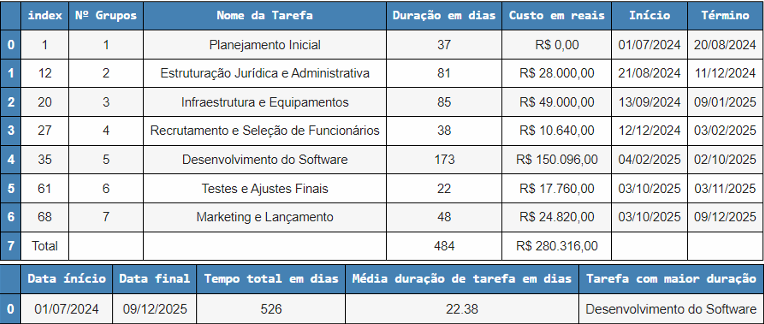 index Nº Grupos Nome da Tarefa Duração em dias Custo em reais Início Término
0 1 1 Planejamento Inicial 37 R$ 0,00 01/07/2024 20/08/2024
1 12 2 Estruturação Jurídica e Administrativa 81 R$ 28.000,00 21/08/2024 11/12/2024
2 20 3 Infraestrutura e Equipamentos 85 R$ 49.000,00 13/09/2024 09/01/2025
3 27 4 Recrutamento e Seleção de Funcionários 38 R$ 10.640,00 12/12/2024 03/02/2025
4 35 5 Desenvolvimento do Software 173 R$ 150.096,00 04/02/2025 02/10/2025
5 61 6 Testes e Ajustes Finais 22 R$ 17.760,00 03/10/2025 03/11/2025
6 68 7 Marketing e Lançamento 48 R$ 24.820,00 03/10/2025 09/12/2025
7 Total 484 R$ 280.316,00
Data ínício Data final Tempo total em dias Média duração de tarefa em dias Tarefa com maior duração
0 01/07/2024 09/12/2025 526 22.38 Desenvolvimento do Software